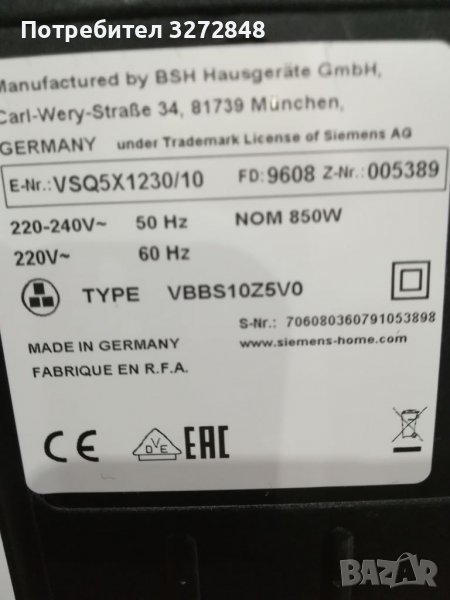 Потребител 3272848
Manufactured by BSH Hausgeräte GmbH,
Carl-Wery-Straße 34, 81739 München,
GERMANY under Trademark License of Siemens AG
E-Nr.: VSQ5X1230/10 FD: 9608 Z-Nr.: 005389
220-240V~ 50 Hz NOM 850W
220V~ 60 Hz
TYPE VBBS10Z5V0
S-Nr.: 706080360791053898
MADE IN GERMANY www.siemens-home.com
FABRIQUE EN R.F.A.
CE DVE EAC
BAZAR